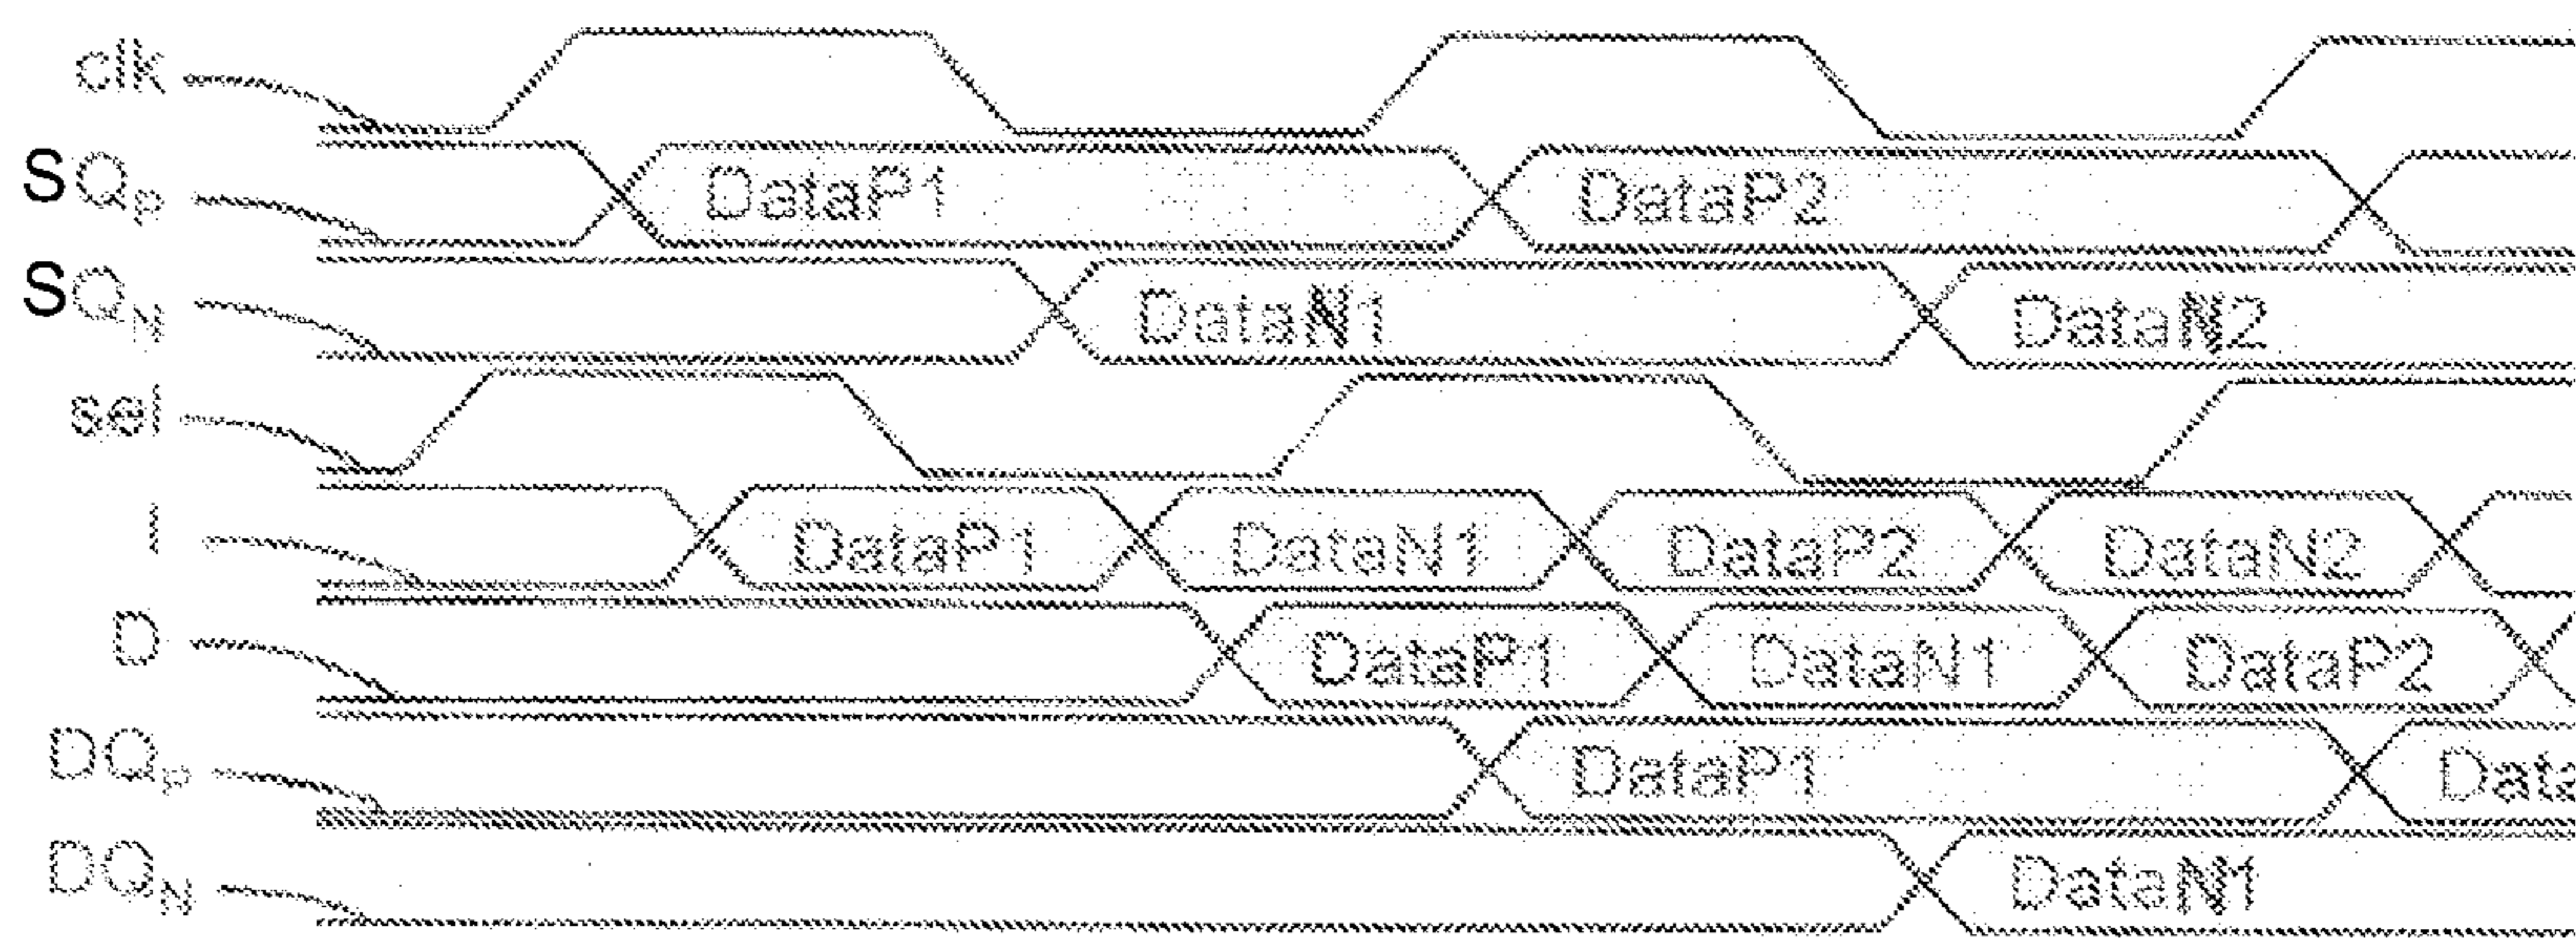 clk
SQP DataP1 DataP2
SQN DataN1 DataN2
sel
I DataP1 DataN1 DataP2 DataN2
D DataP1 DataN1 DataP2
DQP DataP1 Data
DQN DataN1